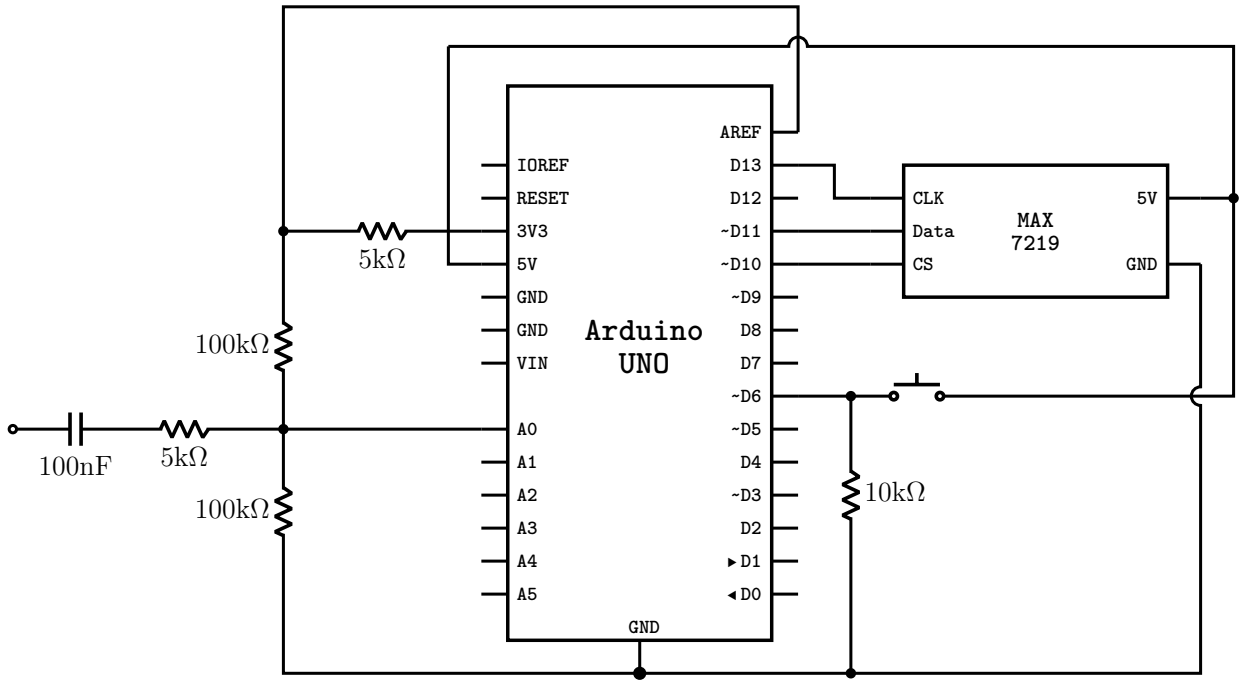 AREF
IOREF
D13
RESET
D12
CLK
5V
MAX
3V3
~D11
Data
7219
5kΩ
5V
~D10
CS
GND
GND
~D9
100kΩ
GND
Arduino
D8
VIN
UNO
D7
~D6
A0
~D5
100nF
5kΩ
A1
D4
100kΩ
A2
~D3
10kΩ
A3
D2
A4
▶D1
A5
◀D0
GND